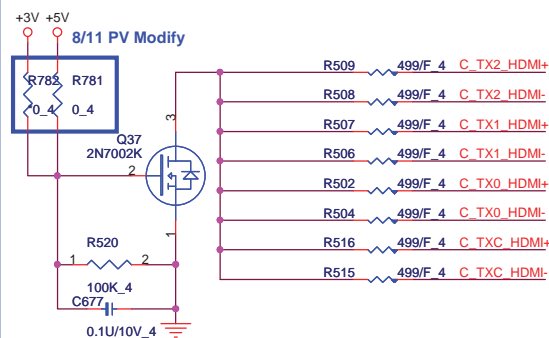 +3V +5V
8/11 PV Modify
R782 R781
0_4 0_4
Q37
2N7002K
3
2
1
R520
1 2
100K_4
C677
0.1U/10V_4
R509 499/F_4 C_TX2_HDMI+
R508 499/F_4 C_TX2_HDMI-
R507 499/F_4 C_TX1_HDMI+
R506 499/F_4 C_TX1_HDMI-
R502 499/F_4 C_TX0_HDMI+
R504 499/F_4 C_TX0_HDMI-
R516 499/F_4 C_TXC_HDMI+
R515 499/F_4 C_TXC_HDMI-